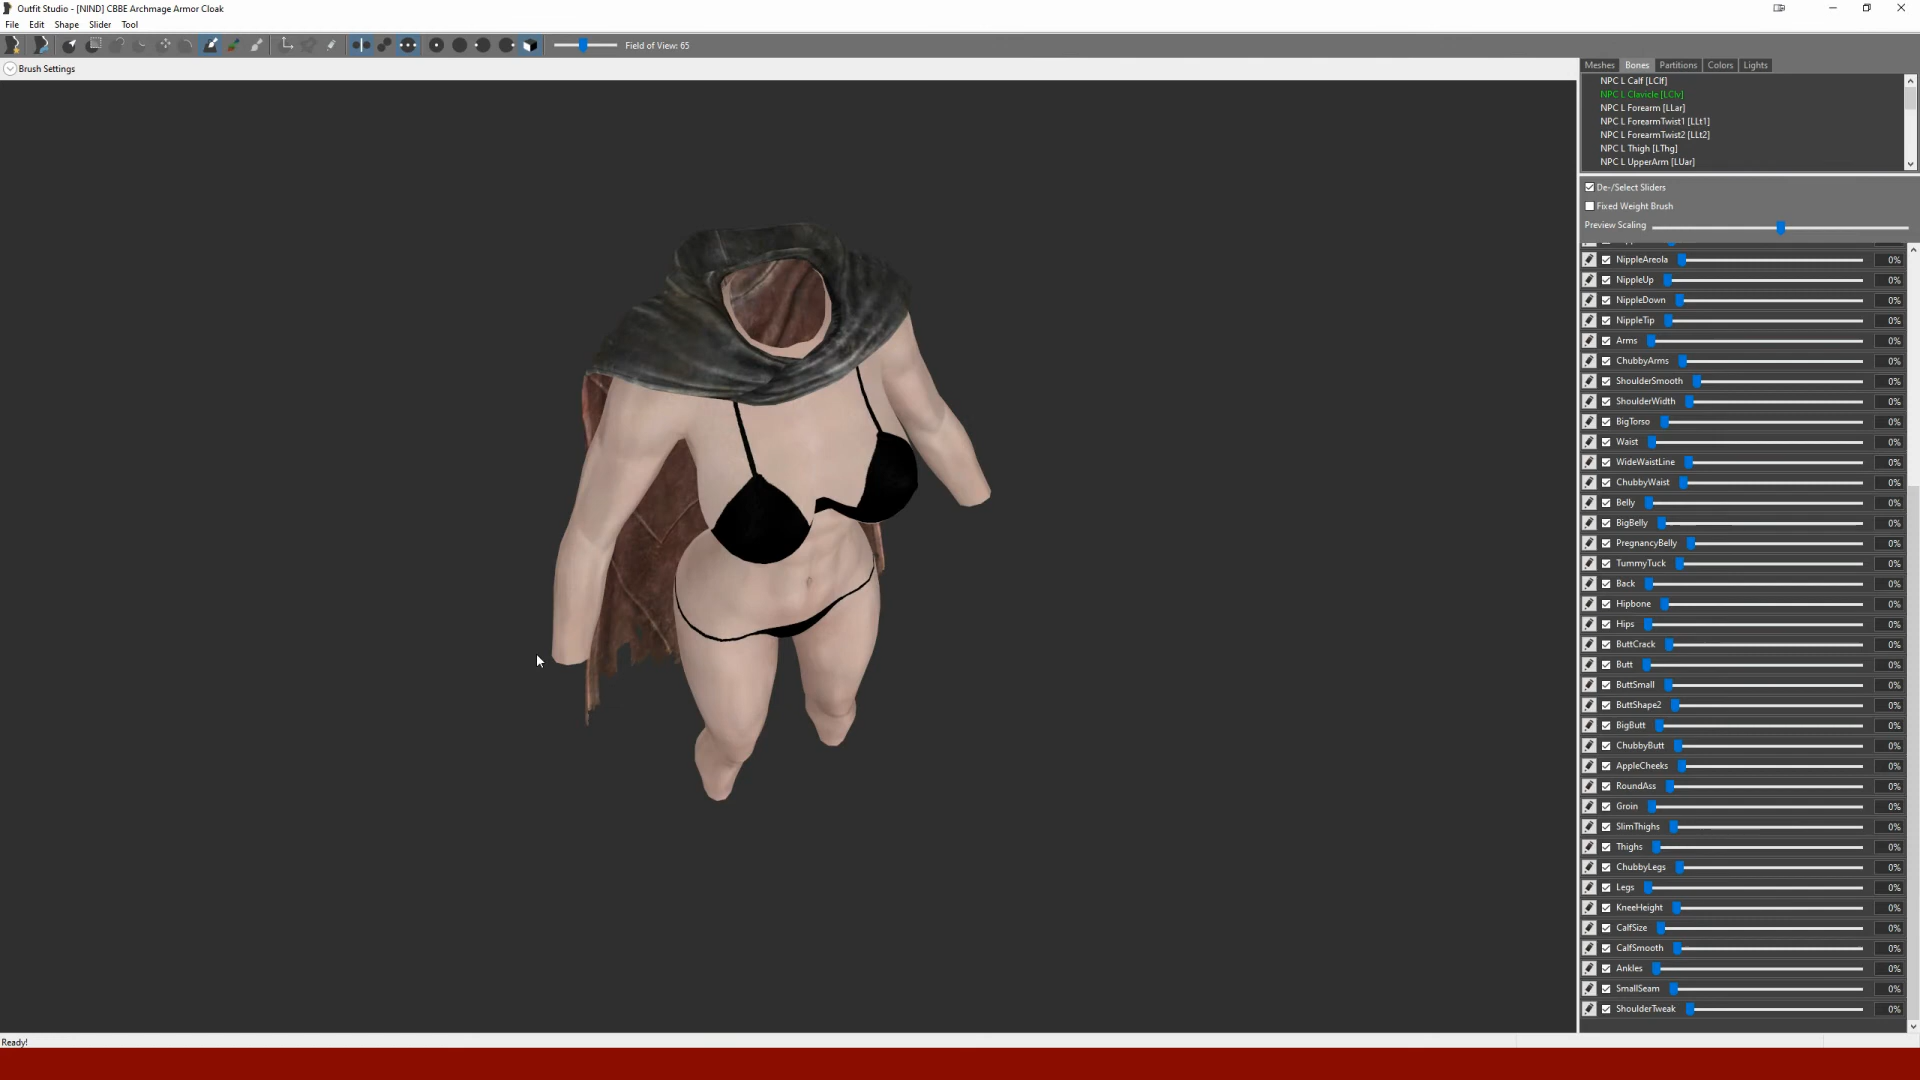 Outfit Studio - [NIND] CBBE Archmage Armor Cloak
File Edit Shape Slider Tool
Field of View: 65
Brush Settings
Meshes Bones Partitions Colors Lights
NPC L Calf [LClf]
NPC L Clavicle [LClv]
NPC L Forearm [LLar]
NPC L ForearmTwist1 [LLt1]
NPC L ForearmTwist2 [LLt2]
NPC L Thigh [LThg]
NPC L UpperArm [LUar]
De-/Select Sliders
Fixed Weight Brush
Preview Scaling
NippleAreola 0%
NippleUp 0%
NippleDown 0%
NippleTip 0%
Arms 0%
ChubbyArms 0%
ShoulderSmooth 0%
ShoulderWidth 0%
BigTorso 0%
Waist 0%
WideWaistLine 0%
ChubbyWaist 0%
Belly 0%
BigBelly 0%
PregnancyBelly 0%
TummyTuck 0%
Back 0%
Hipbone 0%
Hips 0%
ButtCrack 0%
Butt 0%
ButtSmall 0%
ButtShape2 0%
BigButt 0%
ChubbyButt 0%
AppleCheeks 0%
RoundAss 0%
Groin 0%
SlimThighs 0%
Thighs 0%
ChubbyLegs 0%
Legs 0%
KneeHeight 0%
CalfSize 0%
CalfSmooth 0%
Ankles 0%
SmallSeam 0%
ShoulderTweak 0%
Ready!